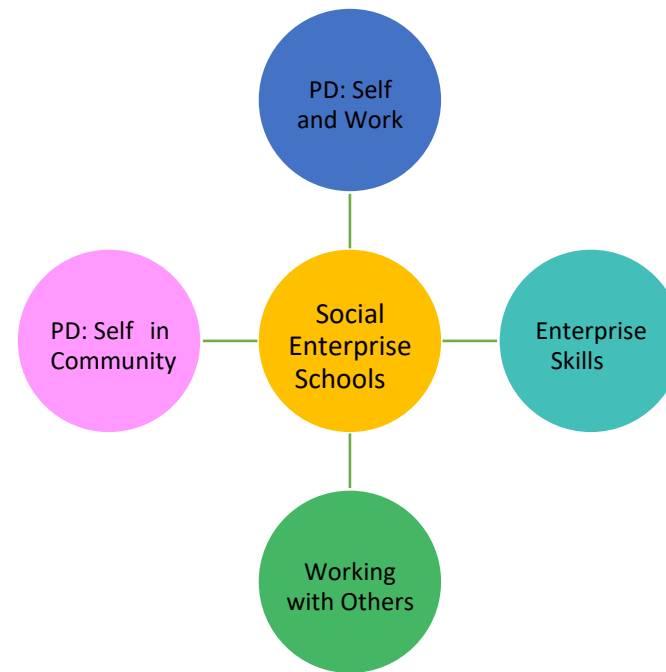 PD: Self
and Work
PD: Self in
Community
Social
Enterprise
Schools
Enterprise
Skills
Working
with Others